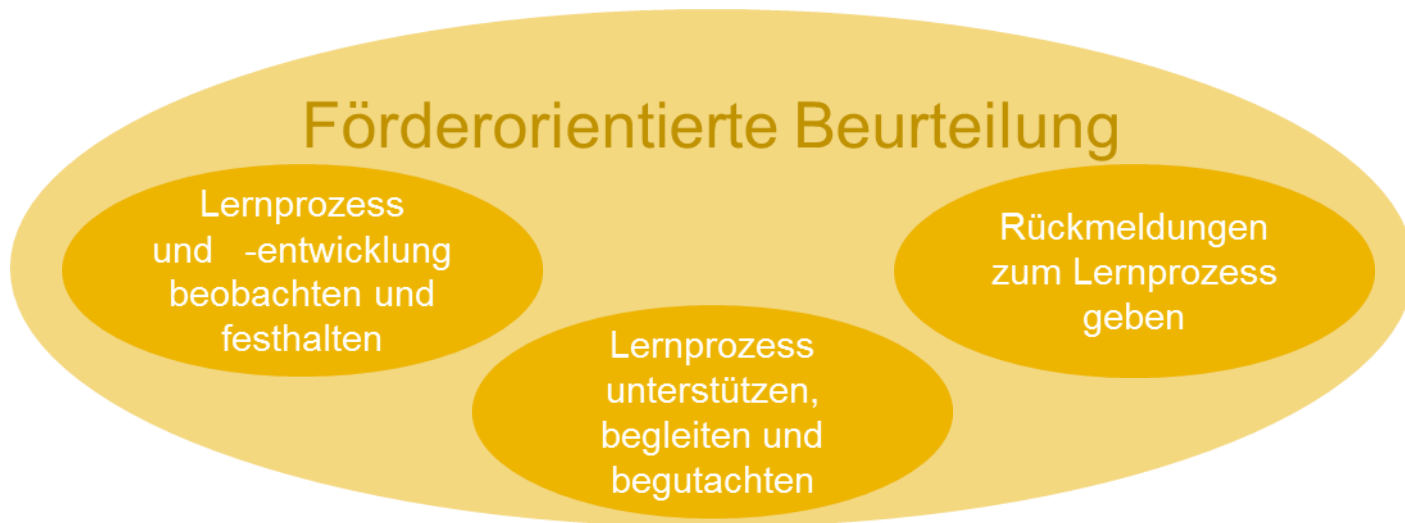 Förderorientierte Beurteilung
Lernprozess
und -entwicklung
beobachten und
festhalten
Lernprozess
unterstützen,
begleiten und
begutachten
Rückmeldungen
zum Lernprozess
geben